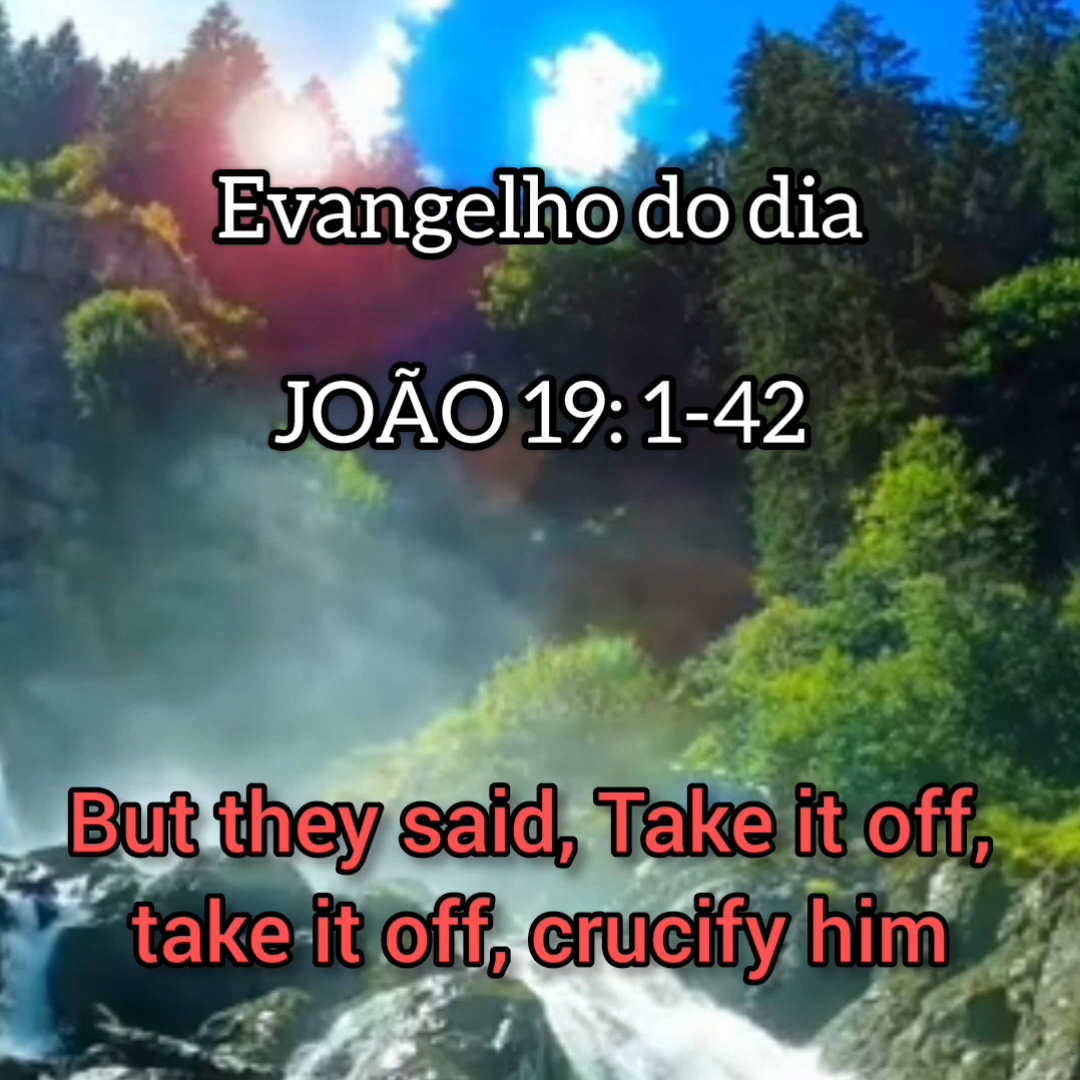 Evangelho do dia
JOÃO 19: 1-42
But they said, Take it off,
take it off, crucify him